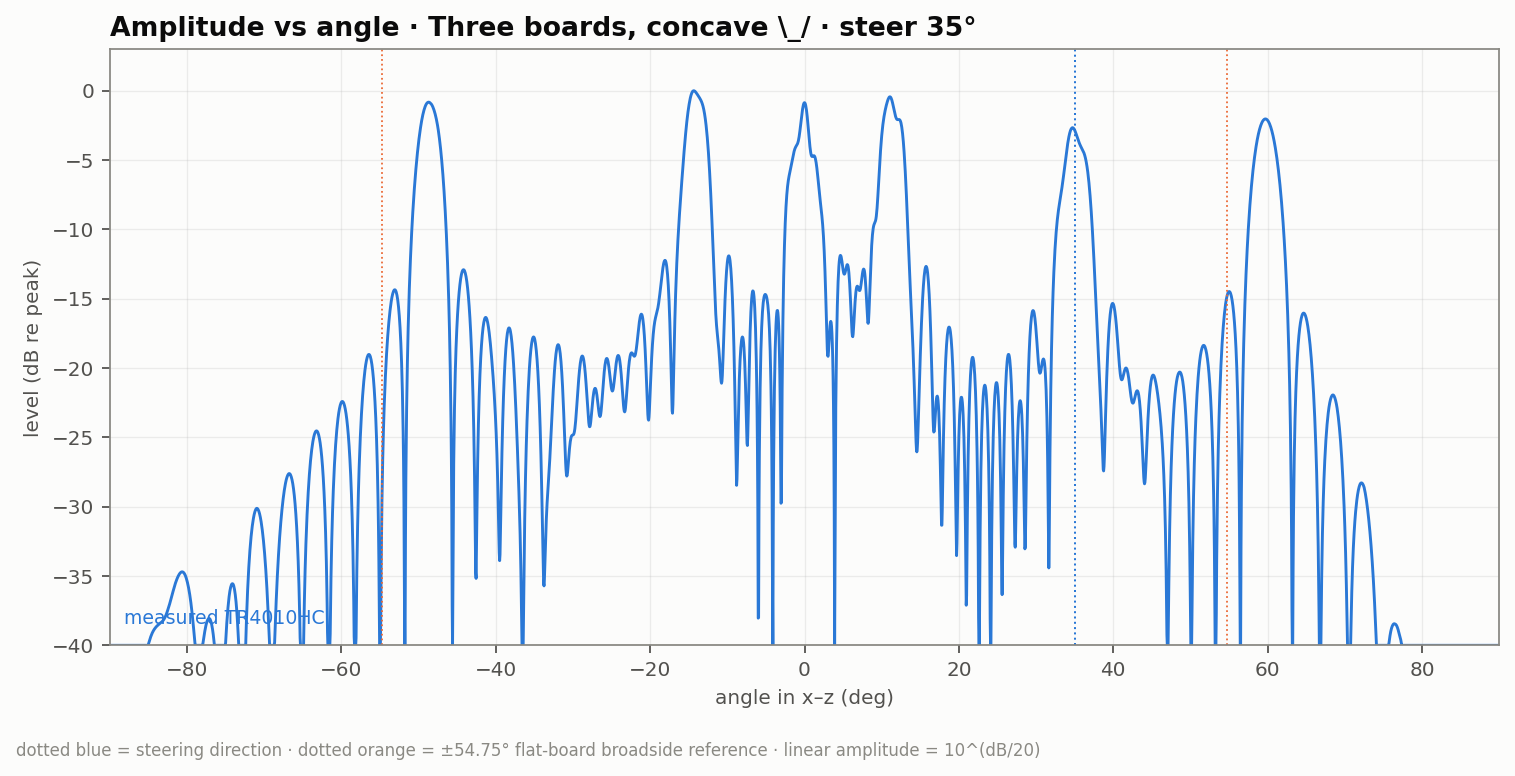 Amplitude vs angle · Three boards, concave \_/ · steer 35°
level (dB re peak)
0
−5
−10
−15
−20
−25
−30
−35
−40
measured TR4010HC
−80 −60 −40 −20 0 20 40 60 80
angle in x–z (deg)
dotted blue = steering direction · dotted orange = ±54.75° flat-board broadside reference · linear amplitude = 10^(dB/20)